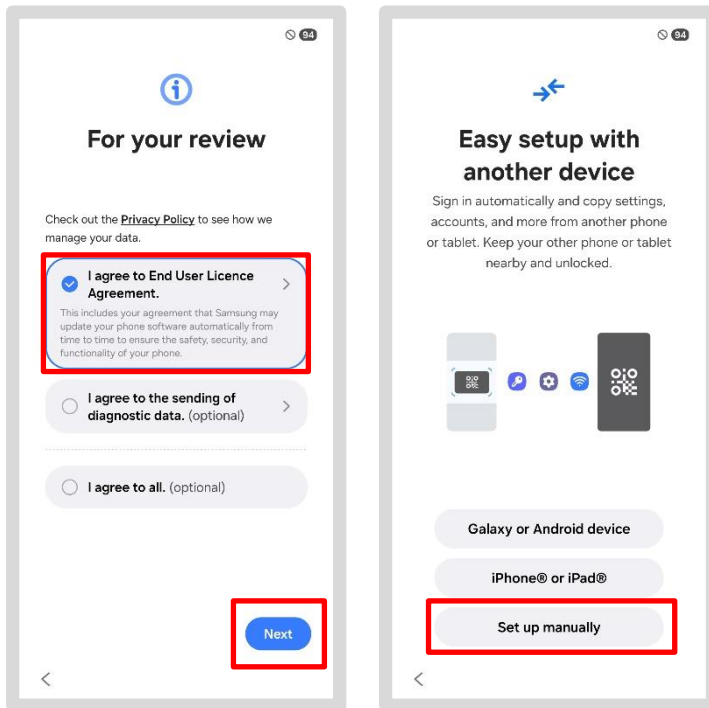 94
For your review
Check out the Privacy Policy to see how we
manage your data.
I agree to End User Licence
Agreement.
This includes your agreement that Samsung may
update your phone software automatically from
time to time to ensure the safety, security, and
functionality of your phone.
I agree to the sending of
diagnostic data. (optional)
I agree to all. (optional)
Next
94
Easy setup with
another device
Sign in automatically and copy settings,
accounts, and more from another phone
or tablet. Keep your other phone or tablet
nearby and unlocked.
Galaxy or Android device
iPhone® or iPad®
Set up manually